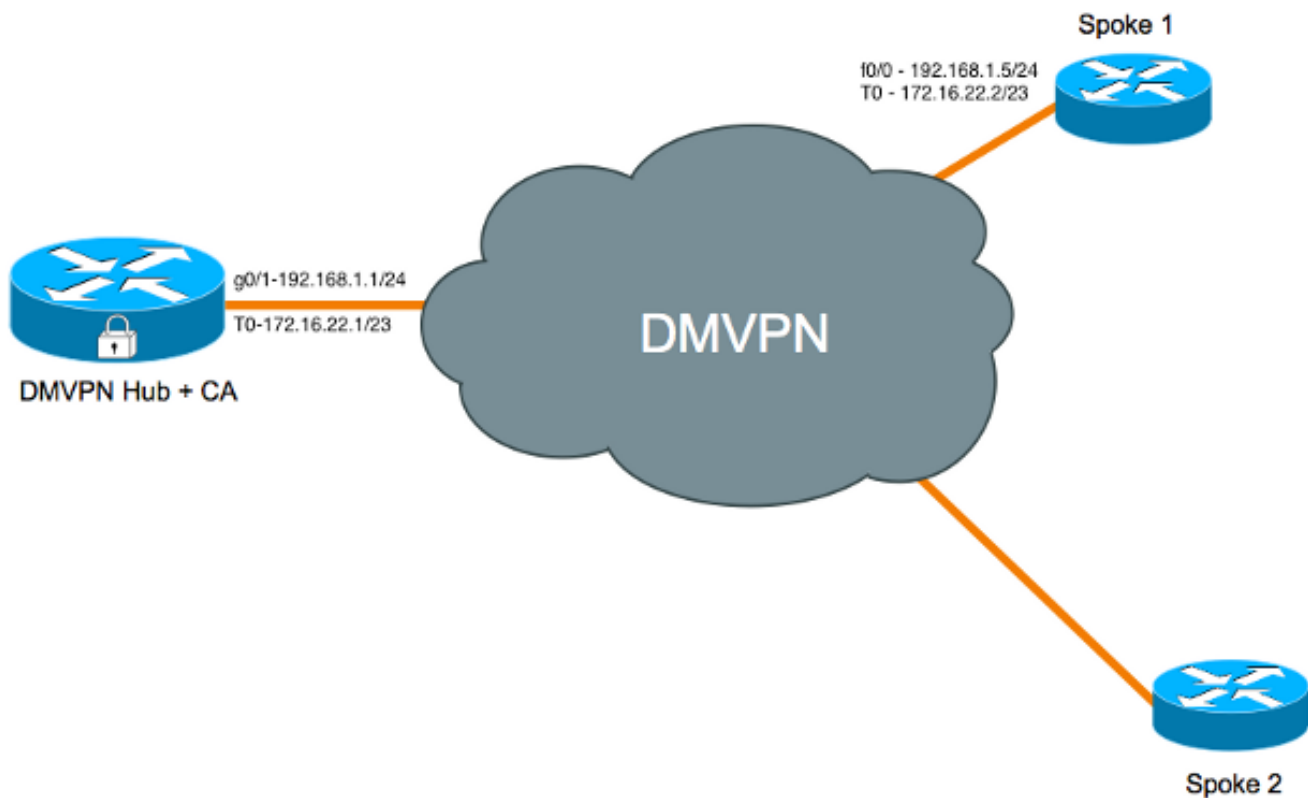 Spoke 1
f0/0 - 192.168.1.5/24
T0 - 172.16.22.2/23
g0/1-192.168.1.1/24
T0-172.16.22.1/23
DMVPN
DMVPN Hub + CA
Spoke 2